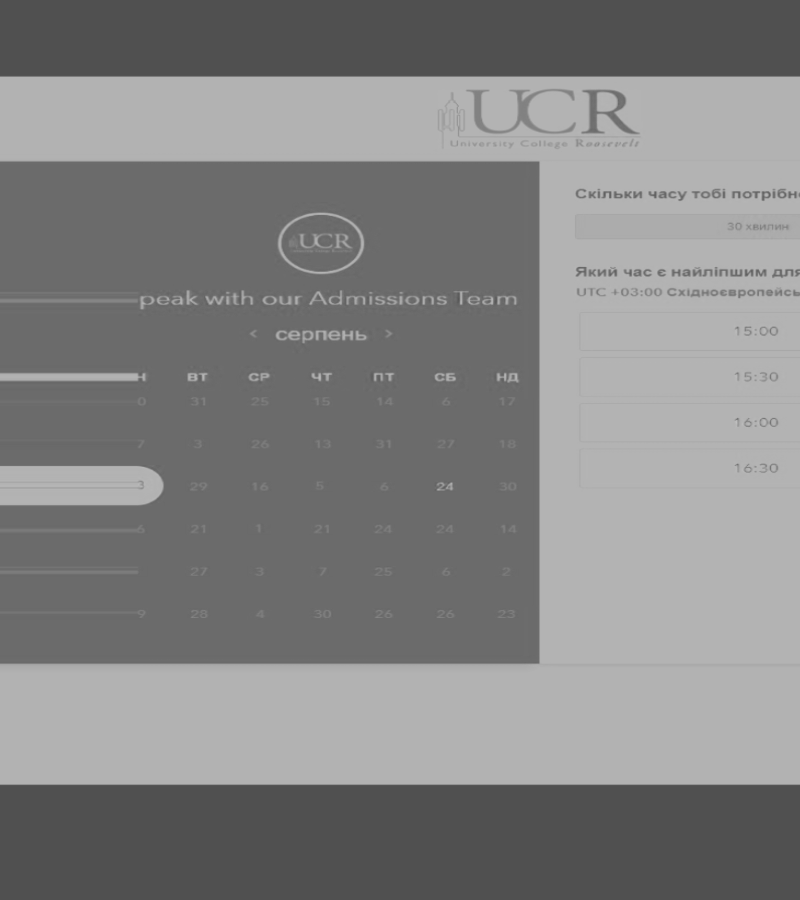 UCR
University College Roosevelt
UCR
peak with our Admissions Team
< серпень >
Н ВТ СР ЧТ ПТ СБ НД
0 31 25 15 14 6 17
7 3 26 13 31 27 18
3 29 16 5 6 24 30
6 21 1 21 24 24 14
27 3 7 25 6 2
9 28 4 30 26 26 23
Скільки часу тобі потрібн
30 хвилин
Який час є найліпшим для
UTC +03:00 Східноєвропейсь
15:00
15:30
16:00
16:30